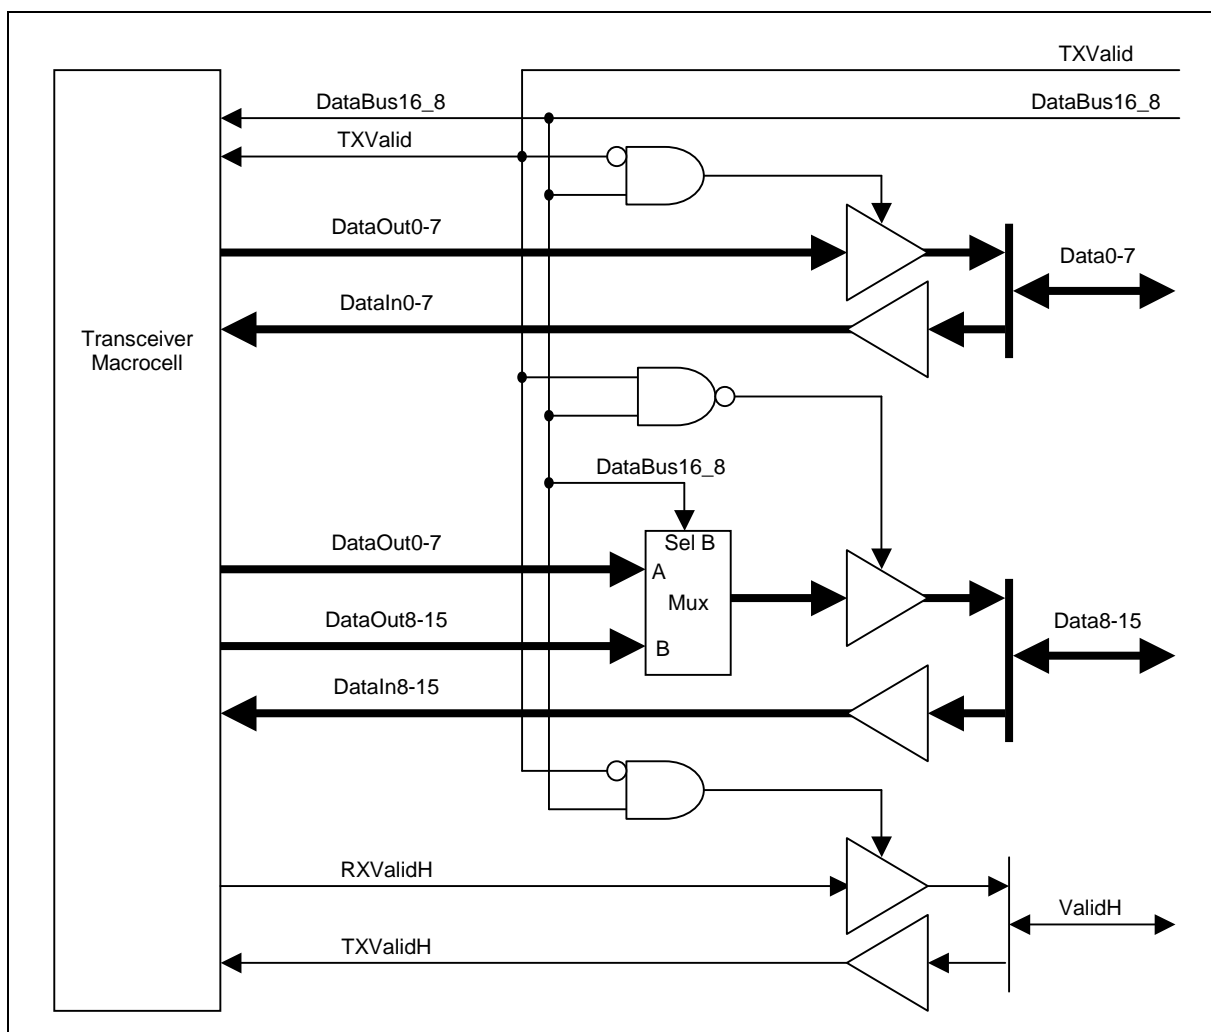 TXValid
DataBus16_8
DataBus16_8
TXValid
DataOut0-7
Data0-7
DataIn0-7
Transceiver
Macrocell
DataBus16_8
DataOut0-7
Sel B
A
Mux
DataOut8-15
B
Data8-15
DataIn8-15
RXValidH
ValidH
TXValidH